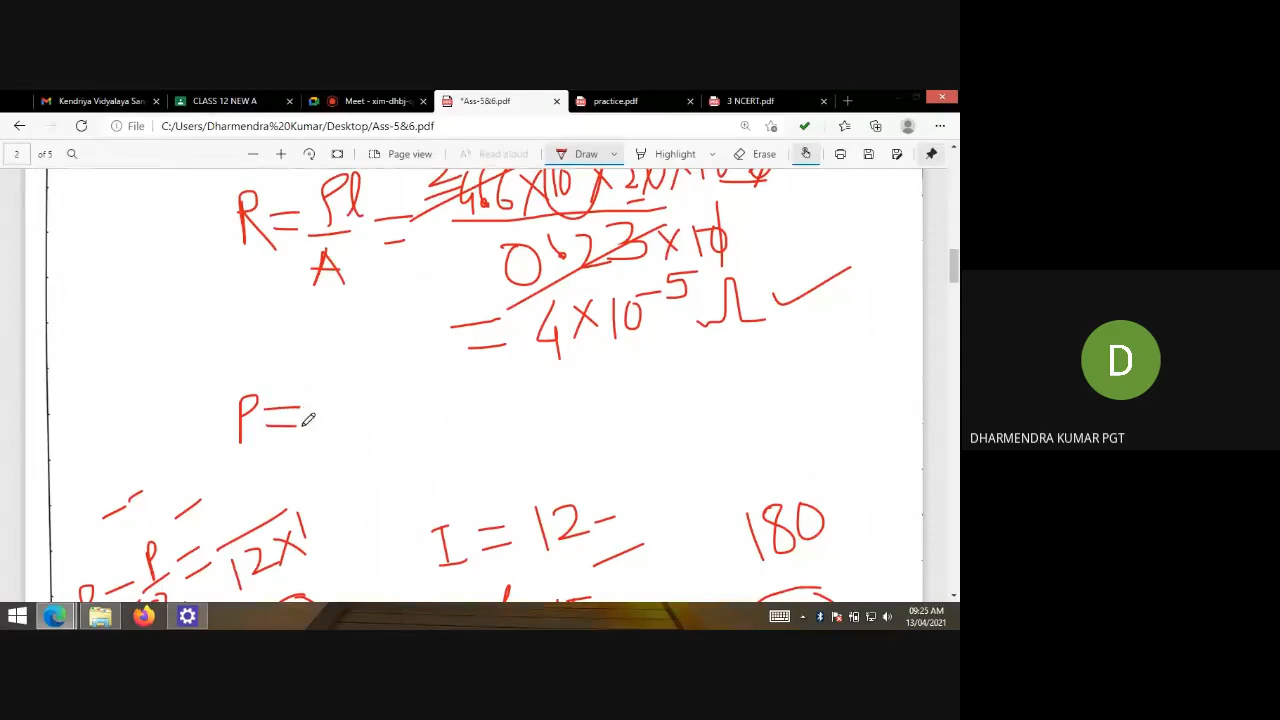 Kendriya Vidyalaya San
CLASS 12 NEW A
Meet - xim-dhbj-
*Ass-5&6.pdf
practice.pdf
3 NCERT.pdf
File C:/Users/Dharmendra%20Kumar/Desktop/Ass-5&6.pdf
2 of 5
Page view
Read aloud
Draw
Highlight
Erase
R = ρl / A =
0.23 × 10
= 4 × 10⁻⁵ Ω ✓
P =
I = 12
180
12 × 1
D
DHARMENDRA KUMAR PGT
09:25 AM
13/04/2021